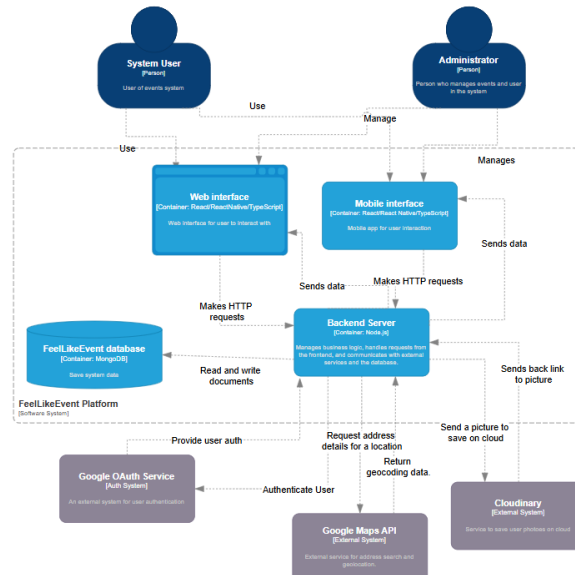 System User
[Person]
User of events system
Administrator
[Person]
Person who manages events and user
in the system
Use
Manage
Use
Manages
Web interface
[Container: React/ReactNative/TypeScript]
Web interface for user to interact with
Mobile interface
[Container: React/React Native/TypeScript]
Mobile app for user interaction
Sends data
Sends data
Makes HTTP requests
Makes HTTP
requests
Backend Server
[Container: Node.js]
Manages business logic, handles requests from
the frontend, and communicates with external
services and the database.
FeelLikeEvent database
[Container: MongoDB]
Save system data
Read and write
documents
Sends back link
to picture
FeelLikeEvent Platform
[Software System]
Provide user auth
Request address
details for a location
Send a picture to
save on cloud
Return
geocoding data.
Google OAuth Service
[Auth System]
An external system for user authentication
Authenticate User
Cloudinary
[External System]
Service to save user photoes on cloud
Google Maps API
[External System]
External service for address search and
geolocation.